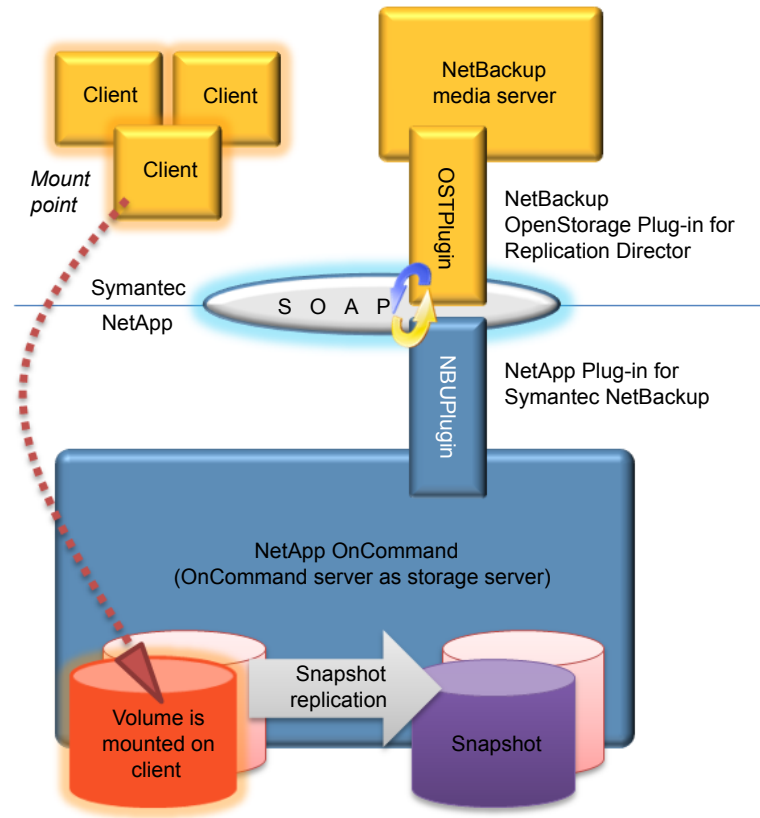 Client
Client
Client
Mount
point
NetBackup
media server
OSTPlugin
NetBackup
OpenStorage Plug-in for
Replication Director
Symantec
NetApp
S O A P
NBUPlugin
NetApp Plug-in for
Symantec NetBackup
NetApp OnCommand
(OnCommand server as storage server)
Snapshot
replication
Volume is
mounted on
client
Snapshot